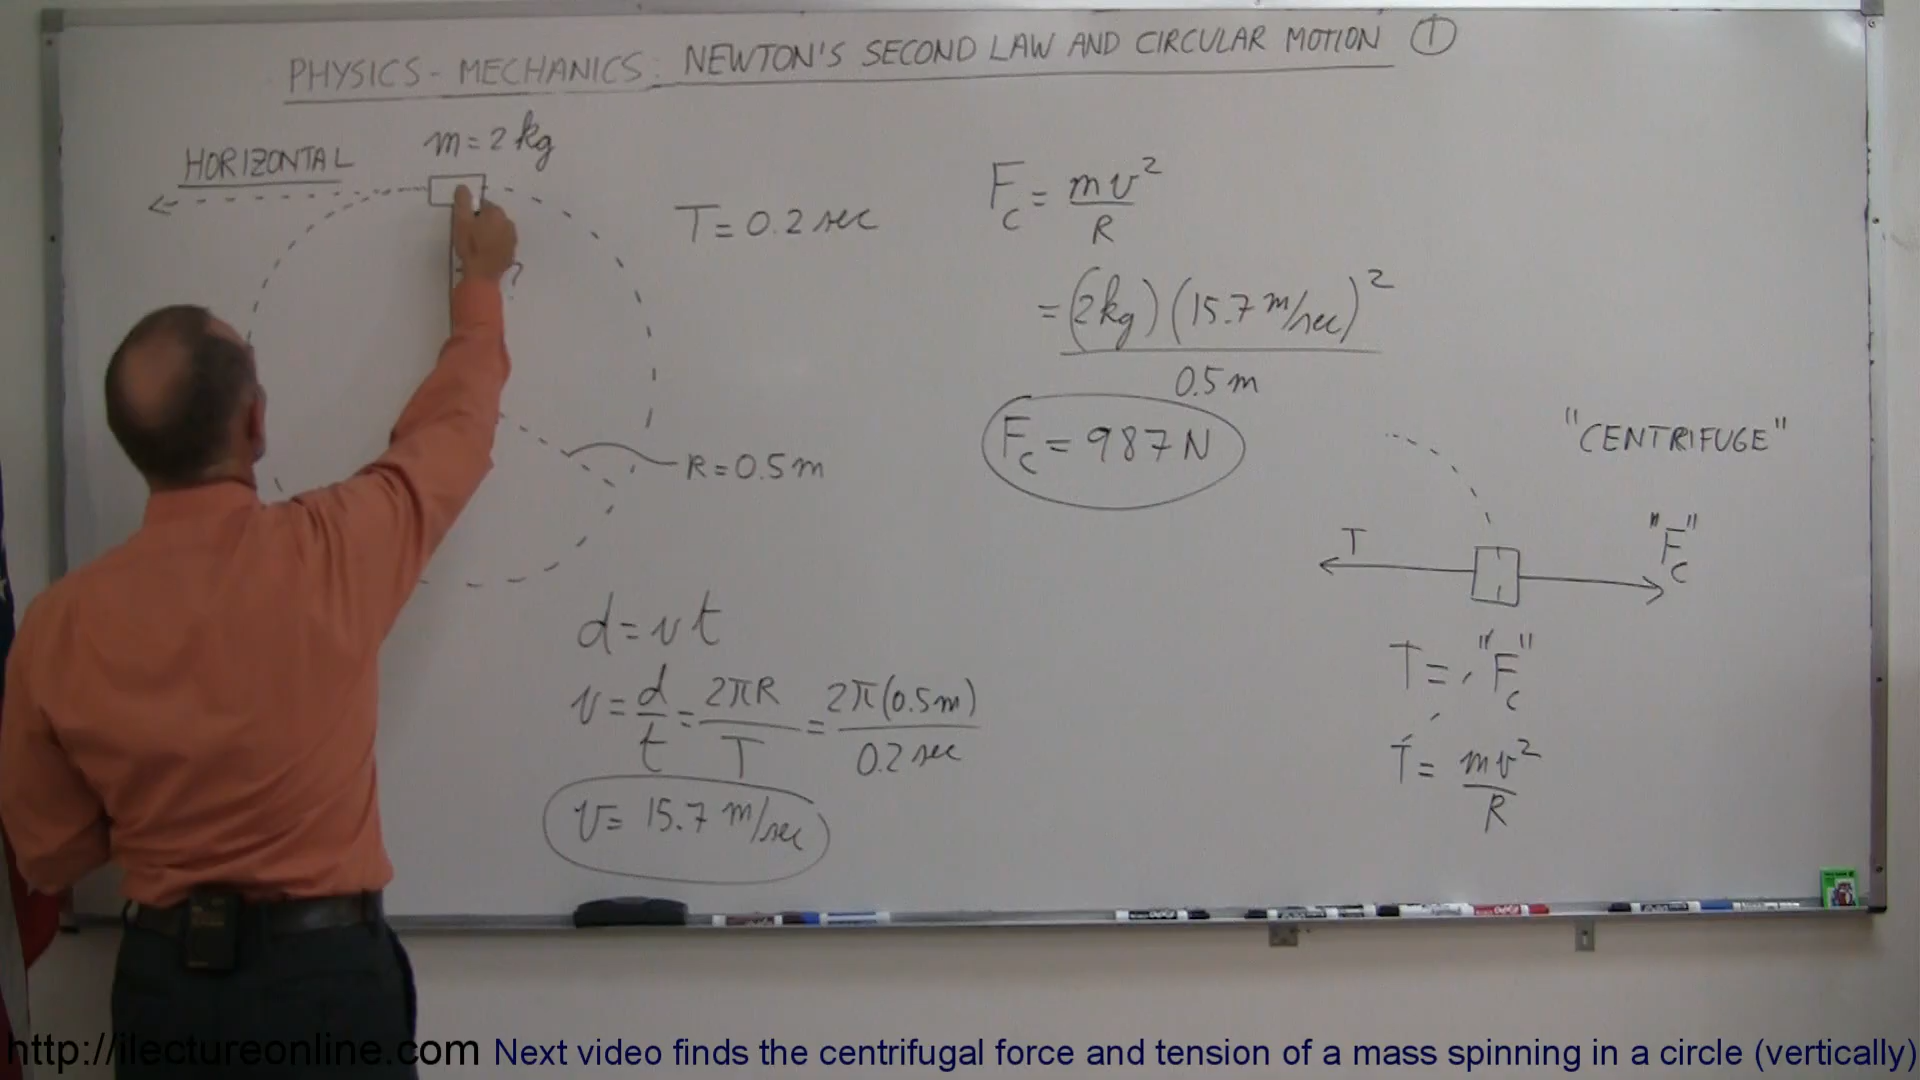 PHYSICS - MECHANICS: NEWTON'S SECOND LAW AND CIRCULAR MOTION ①
HORIZONTAL
m = 2 kg
?
T = 0.2 sec
R = 0.5 m
d = v t
v = d/t = 2πR/T = 2π(0.5m)/0.2 sec
v = 15.7 m/sec
F_c = mv²/R
= (2kg)(15.7 m/sec)²/0.5 m
F_c = 987 N
"CENTRIFUGE"
T
"F_c"
T = "F_c"
T = mv²/R
http://ilectureonline.com Next video finds the centrifugal force and tension of a mass spinning in a circle (vertically)